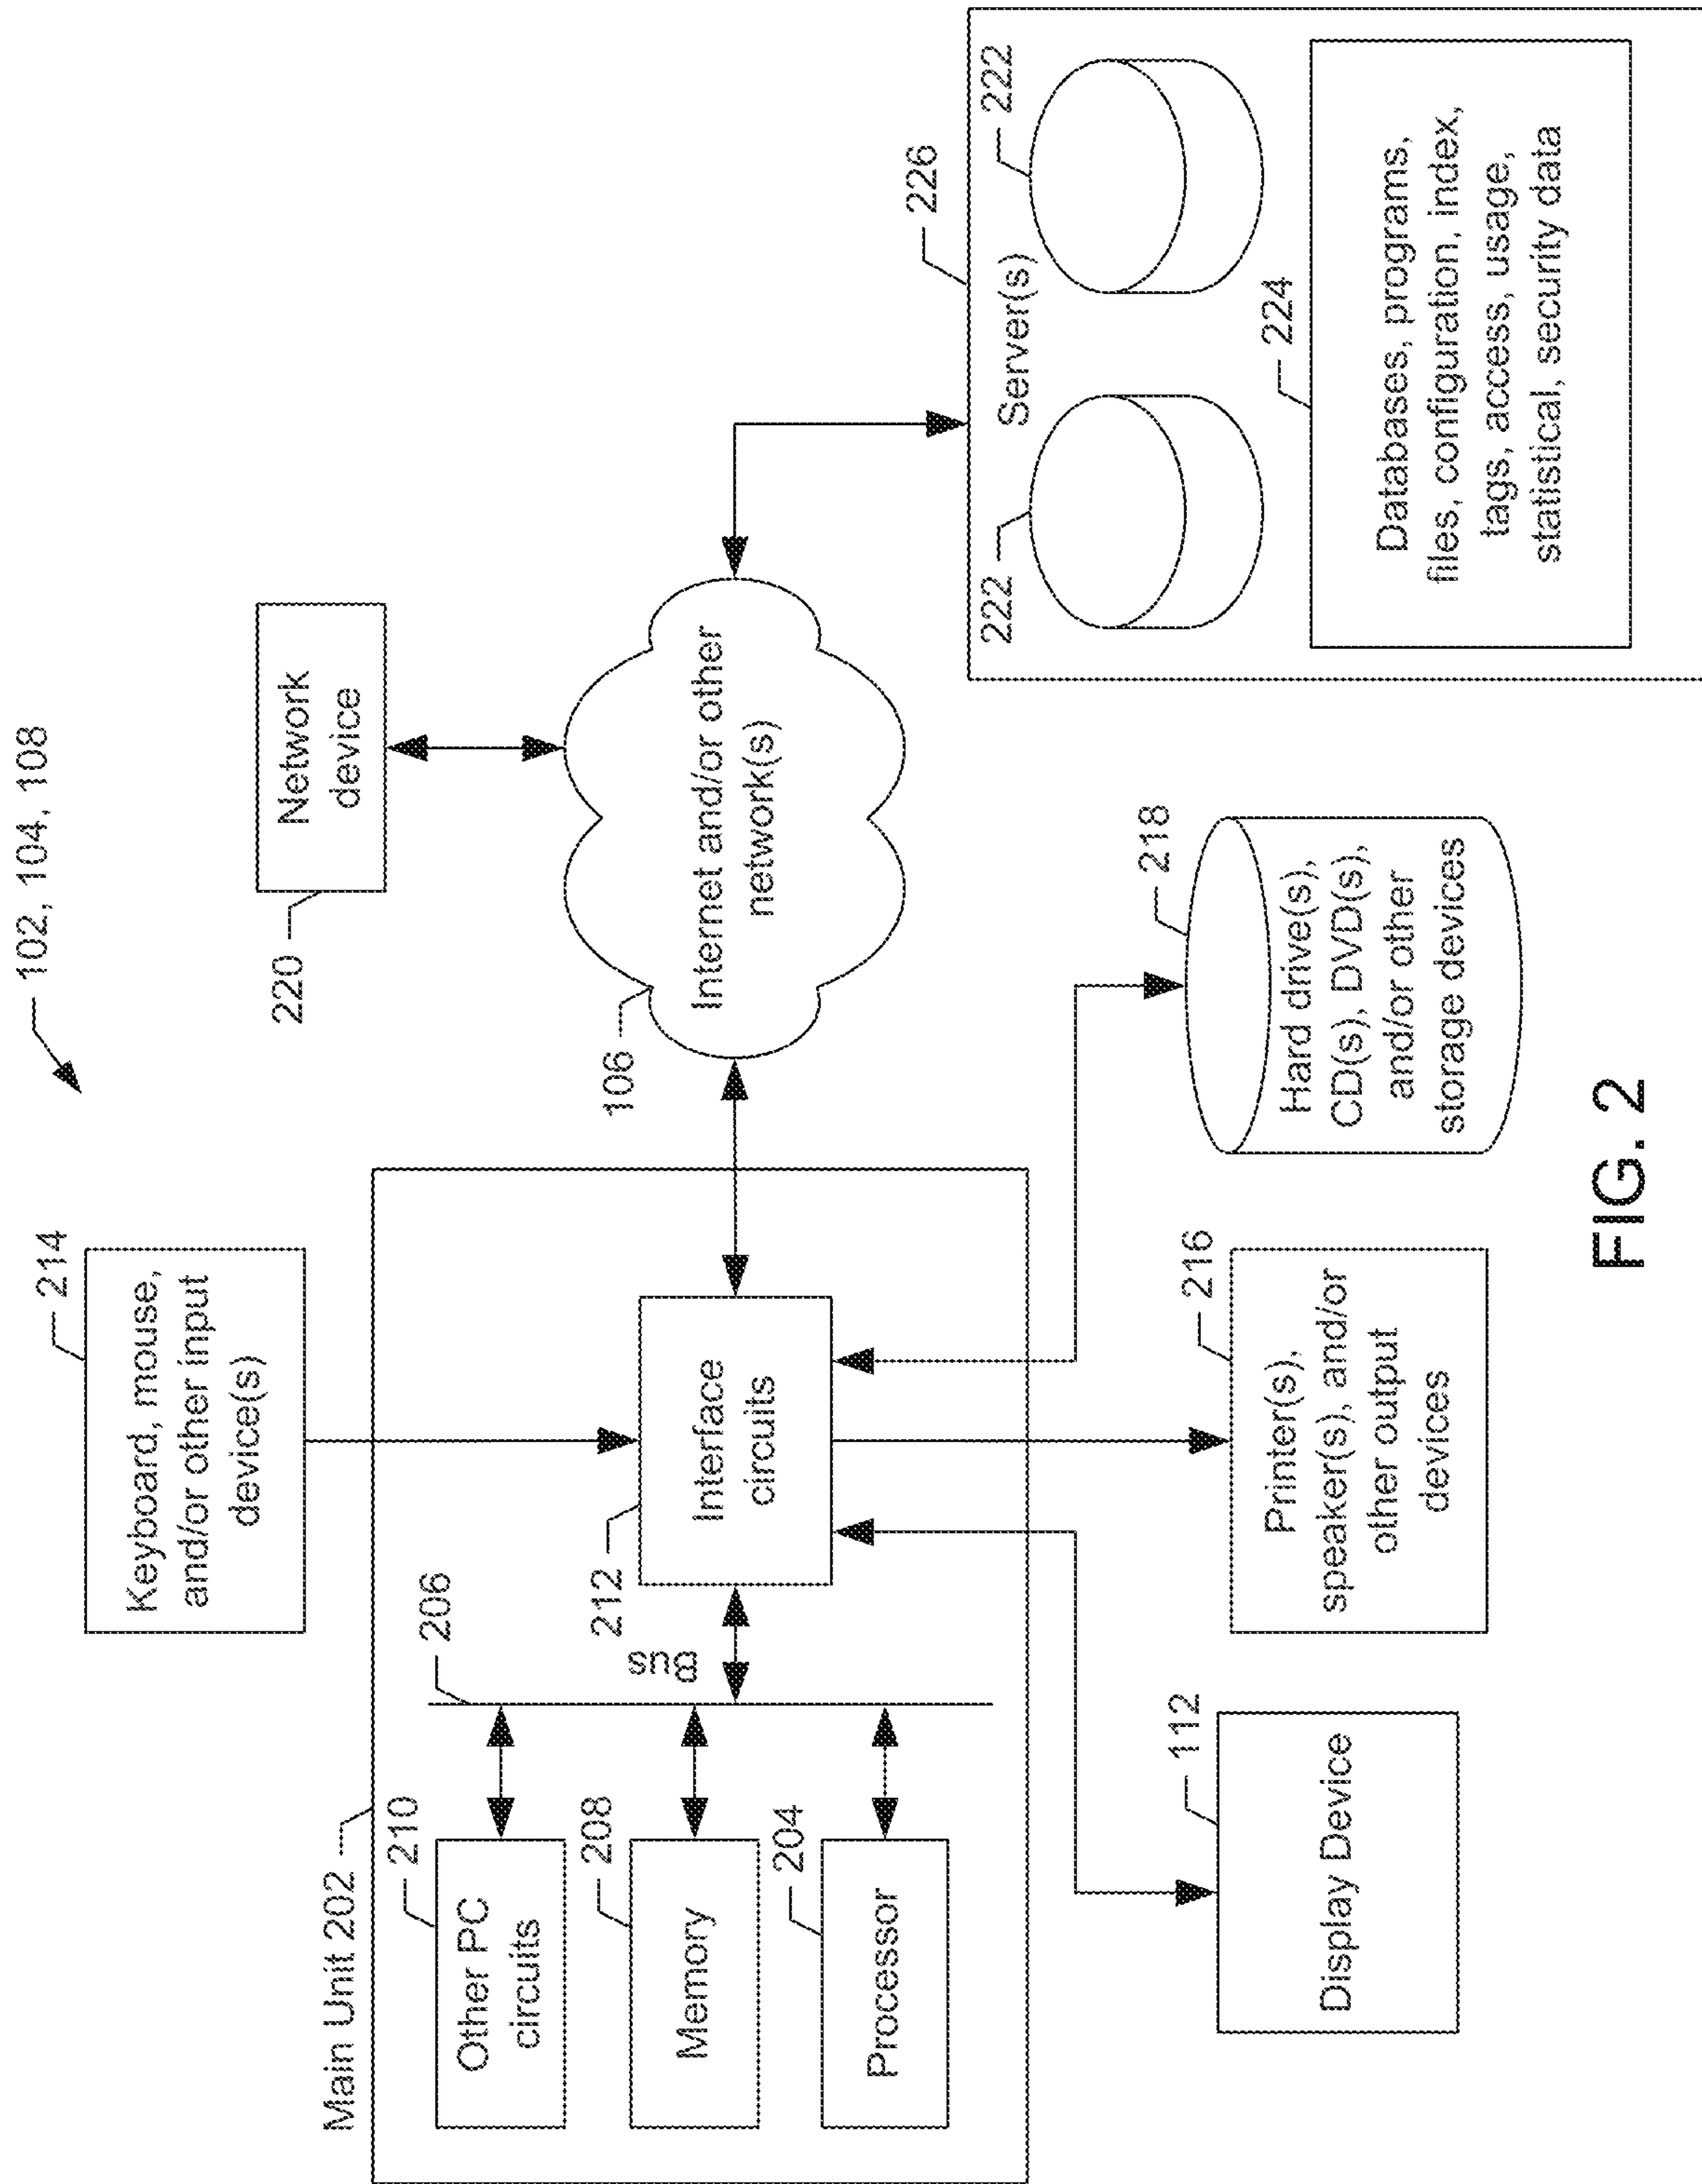 102, 104, 108
214
Keyboard, mouse,
and/or other input
device(s)
220
Network
device
Main Unit 202
210
Other PC
circuits
208
Memory
204
Processor
206
Bus
212
Interface
circuits
106
Internet and/or other
network(s)
226
Server(s)
222
222
224
Databases, programs,
files, configuration, index,
tags, access, usage,
statistical, security data
112
Display Device
216
Printer(s),
speaker(s), and/or
other output
devices
218
Hard drive(s),
CD(s), DVD(s),
and/or other
storage devices
FIG. 2